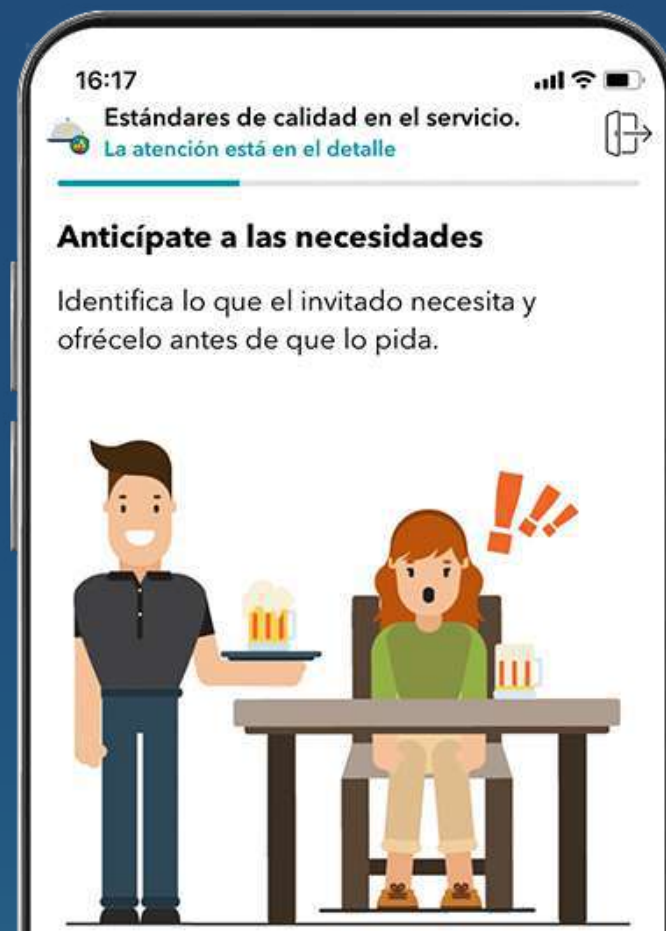 16:17
Estándares de calidad en el servicio.
La atención está en el detalle
Anticípate a las necesidades
Identifica lo que el invitado necesita y
ofrécelo antes de que lo pida.